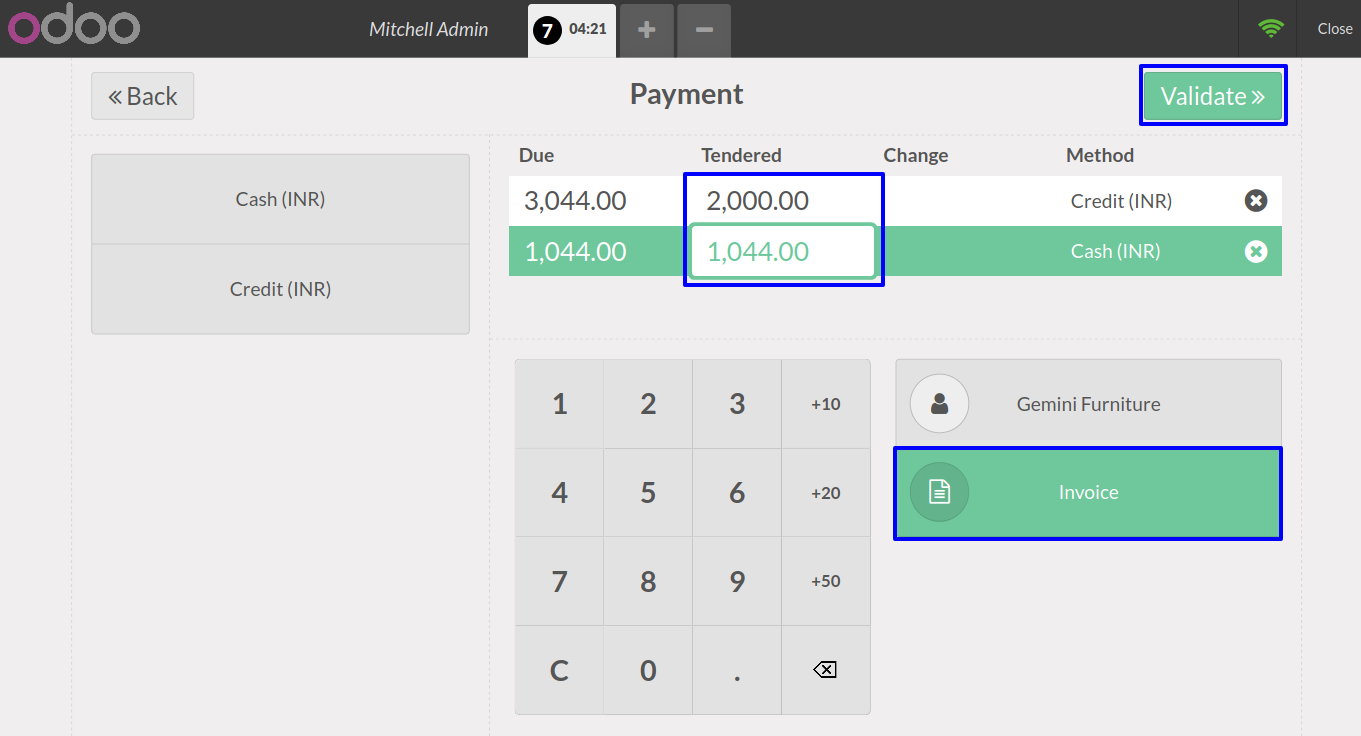 odoo
Mitchell Admin 7 04:21 Close
Back Payment Validate
Due Tendered Change Method
3,044.00 2,000.00 Credit (INR)
1,044.00 1,044.00 Cash (INR)
Cash (INR)
Credit (INR)
1 2 3 +10
4 5 6 +20
7 8 9 +50
C 0 .
Gemini Furniture
Invoice